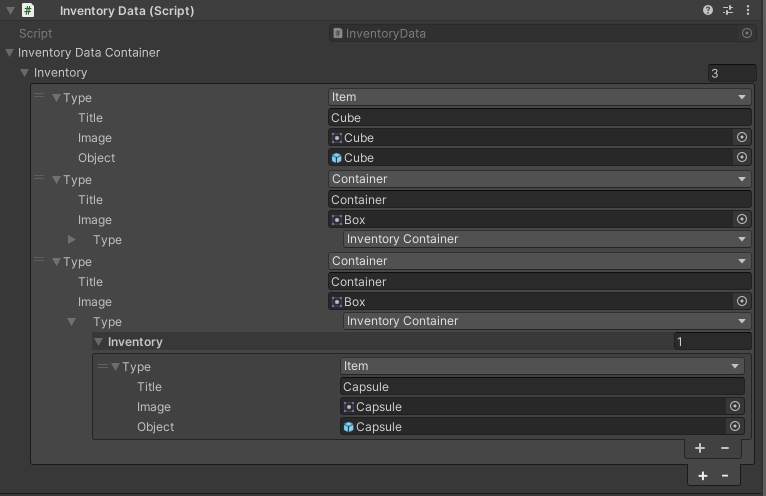 Inventory Data (Script)
Script InventoryData
Inventory Data Container
Inventory 3
Type Item
Title Cube
Image Cube
Object Cube
Type Container
Title Container
Image Box
Type Inventory Container
Type Container
Title Container
Image Box
Type Inventory Container
Inventory 1
Type Item
Title Capsule
Image Capsule
Object Capsule